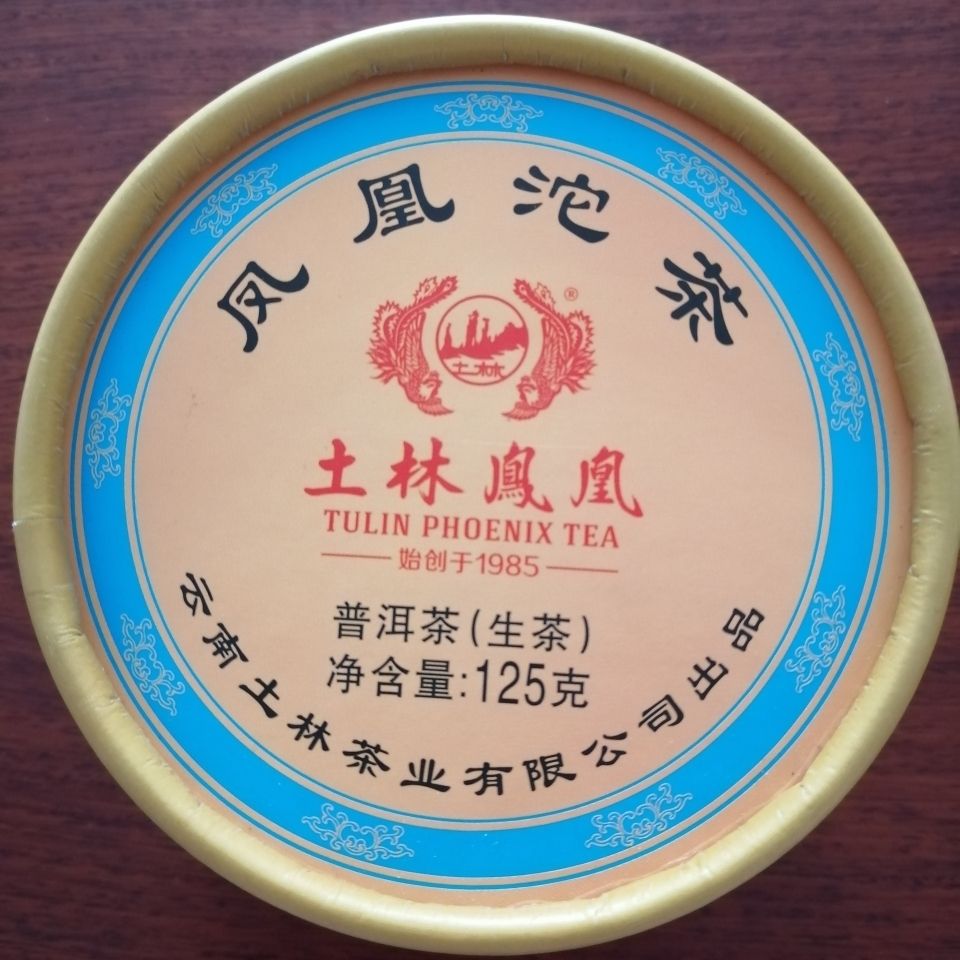 凤凰沱茶
®
土林
土林鳳凰
TULIN PHOENIX TEA
始创于1985
普洱茶(生茶)
净含量:125克
云南土林茶业有限公司出品